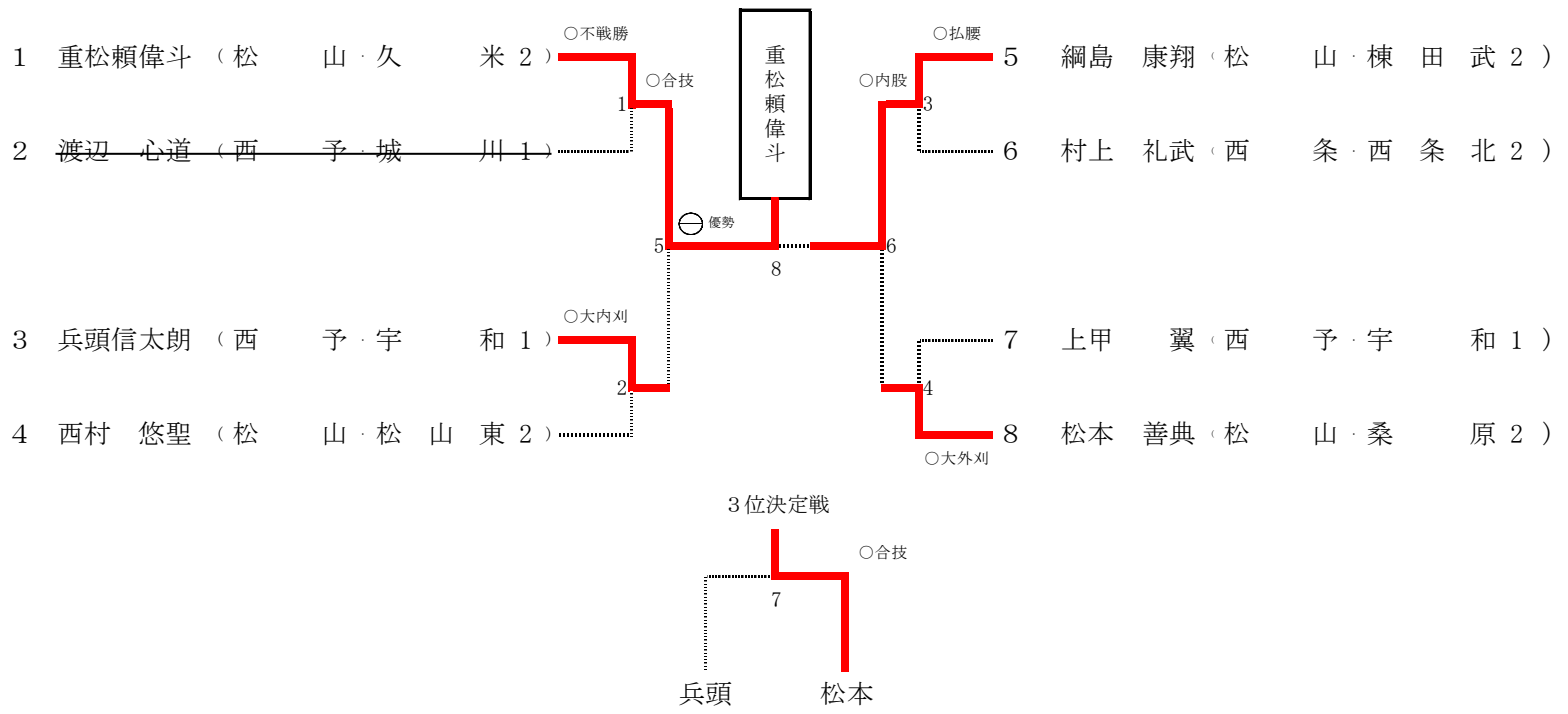 1 重松頼偉斗 （松 山・久 米 2）
○不戦勝
2 渡辺 心道 （西 予・城 川 1）
1
○合技
3 兵頭信太朗 （西 予・宇 和 1）
○大内刈
4 西村 悠聖 （松 山・松 山 東 2）
2
5
優勢
重松頼偉斗
8
○払腰
5 綱島 康翔（松 山・棟 田 武 2）
○内股
3
6 村上 礼武（西 条・西 条 北 2）
6
7 上甲 翼（西 予・宇 和 1）
4
8 松本 善典（松 山・桑 原 2）
○大外刈
3位決定戦
○合技
7
兵頭 松本